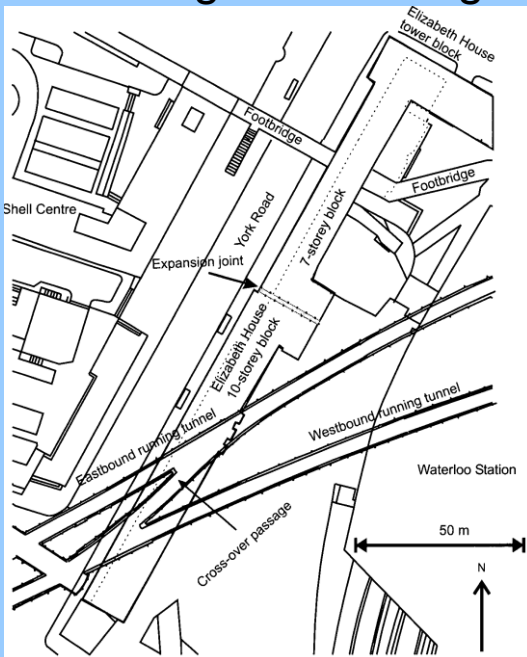 Elizabeth House
tower block
Footbridge
Footbridge
Shell Centre
York Road
7-storey block
Expansion joint
Elizabeth House
10-storey block
Eastbound running tunnel
Westbound running tunnel
Waterloo Station
Cross-over passage
50 m
N